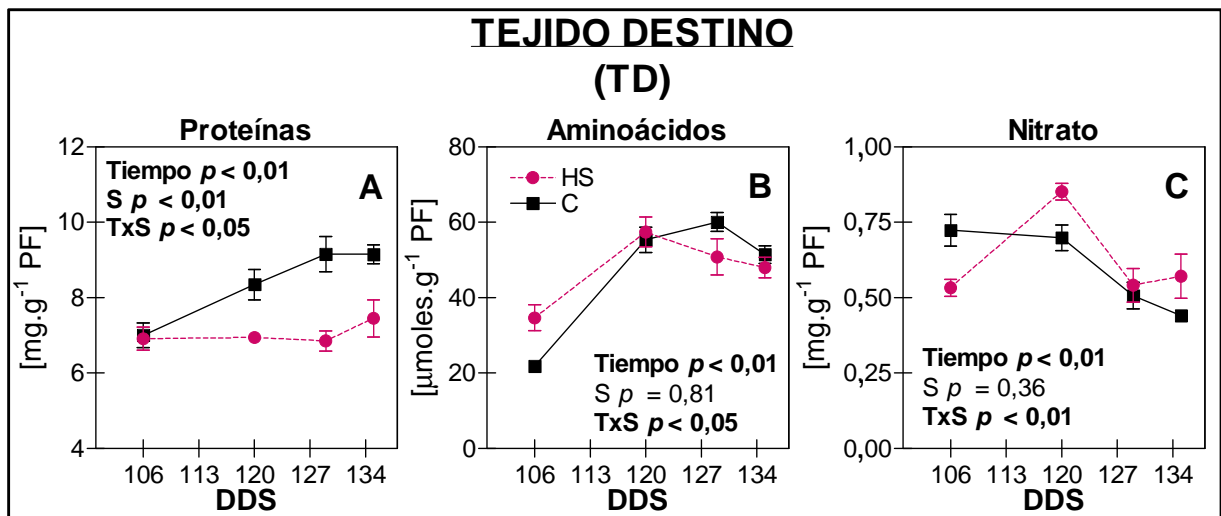 TEJIDO DESTINO
(TD)
Proteínas
[mg.g⁻¹ PF]
12
10
8
6
4
Tiempo p < 0,01
S p < 0,01
TxS p < 0,05
A
106 113 120 127 134
DDS
Aminoácidos
[µmoles.g⁻¹ PF]
80
60
40
20
0
HS
C
B
Tiempo p < 0,01
S p = 0,81
TxS p < 0,05
106 113 120 127 134
DDS
Nitrato
[mg.g⁻¹ PF]
1,00
0,75
0,50
0,25
0,00
C
Tiempo p < 0,01
S p = 0,36
TxS p < 0,01
106 113 120 127 134
DDS